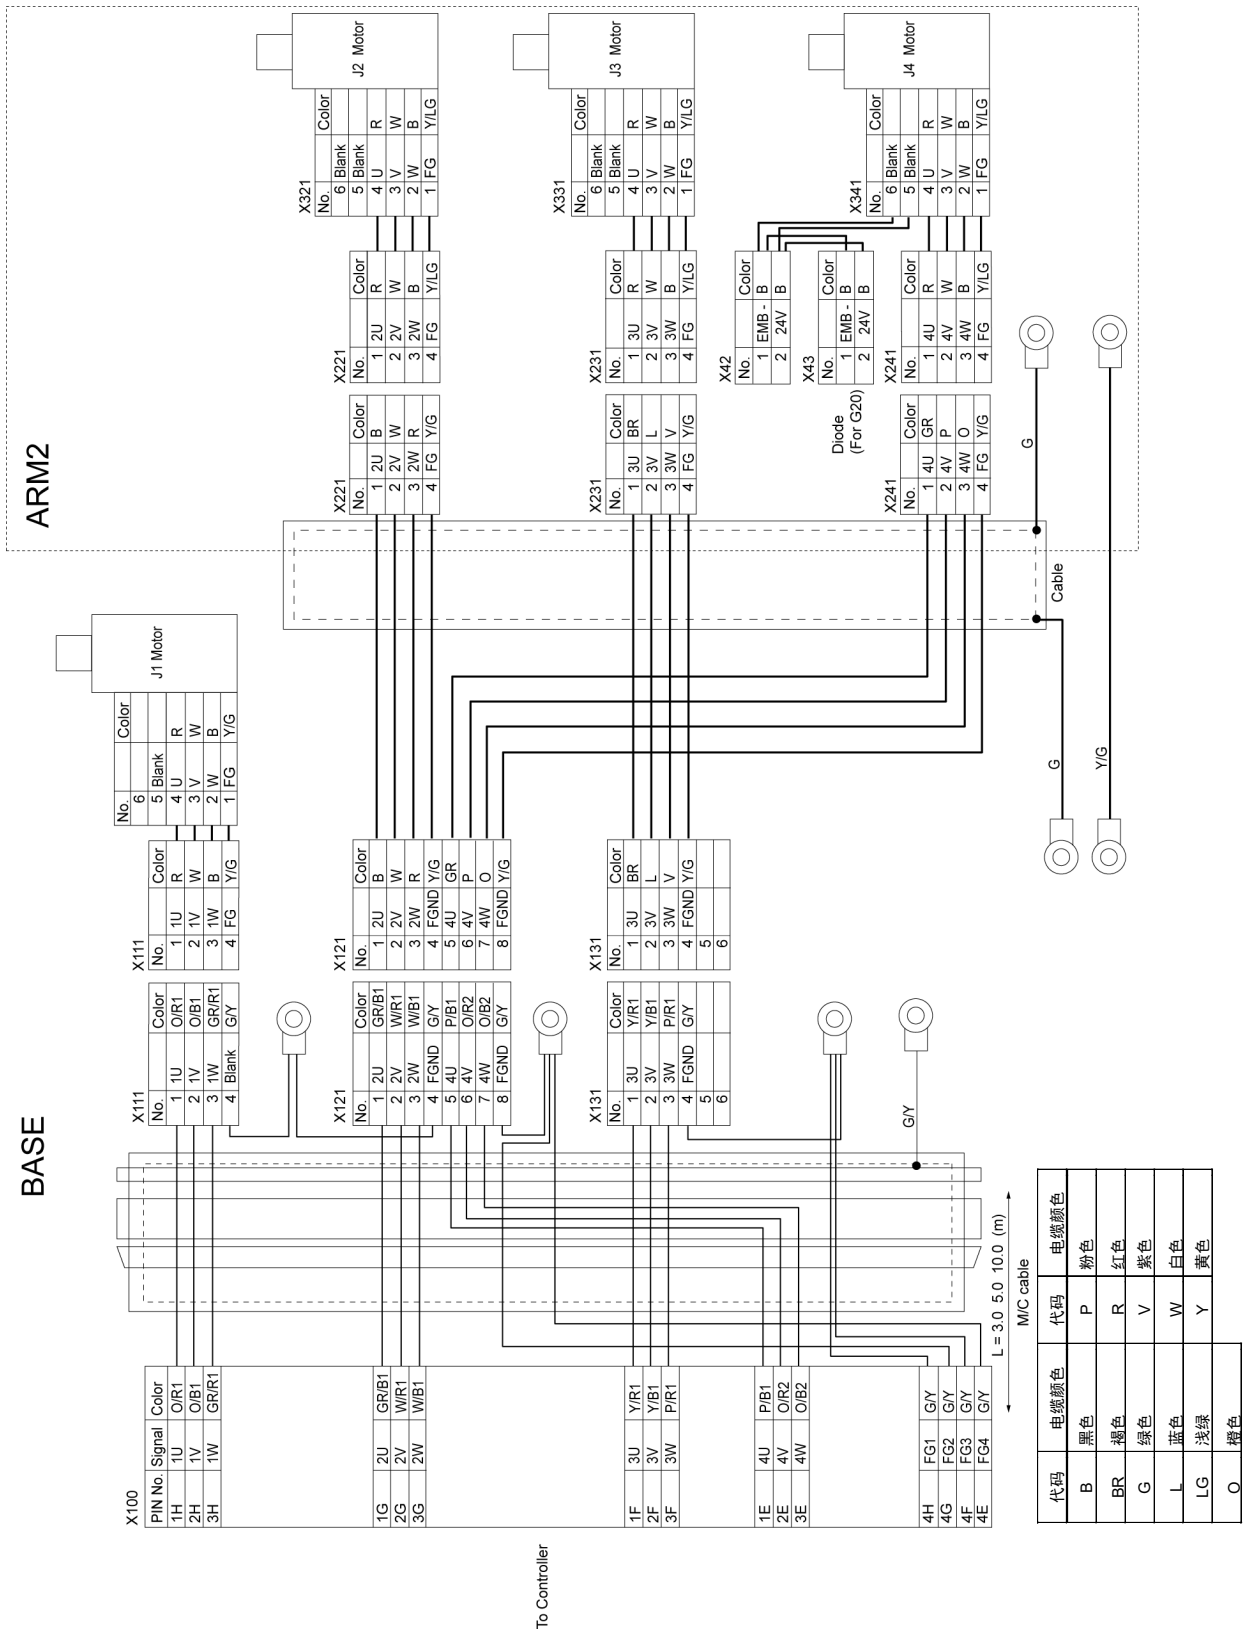 BASE
ARM2
To Controller
X100
PIN No. Signal Color
1H 1U O/R1
2H 1V O/B1
3H 1W GR/R1
1G 2U GR/B1
2G 2V W/R1
3G 2W W/B1
1F 3U Y/R1
2F 3V Y/B1
3F 3W P/R1
1E 4U P/B1
2E 4V O/R2
3E 4W O/B2
4H FG1 G/Y
4G FG2 G/Y
4F FG3 G/Y
4E FG4 G/Y
L = 3.0 5.0 10.0 (m)
M/C cable
G/Y
X111
No. Color
1 1U O/R1
2 1V O/B1
3 1W GR/R1
4 Blank G/Y
X121
No. Color
1 2U GR/B1
2 2V W/R1
3 2W W/B1
4 FGND G/Y
5 4U P/B1
6 4V O/R2
7 4W O/B2
8 FGND G/Y
X131
No. Color
1 3U Y/R1
2 3V Y/B1
3 3W P/R1
4 FGND G/Y
5
6
X111
No. Color
1 1U R
2 1V W
3 1W B
4 FG Y/G
X121
No. Color
1 2U B
2 2V W
3 2W R
4 FGND Y/G
5 4U GR
6 4V P
7 4W O
8 FGND Y/G
X131
No. Color
1 3U BR
2 3V L
3 3W V
4 FGND Y/G
5
6
No. Color
6
5 Blank
4 U R
3 V W
2 W B
1 FG Y/G
J1 Motor
G
Y/G
Cable
G
X221
No. Color
1 2U B
2 2V W
3 2W R
4 FG Y/G
X231
No. Color
1 3U BR
2 3V L
3 3W V
4 FG Y/G
X241
No. Color
1 4U GR
2 4V P
3 4W O
4 FG Y/G
Diode
(For G20)
X221
No. Color
1 2U R
2 2V W
3 2W B
4 FG Y/LG
X231
No. Color
1 3U R
2 3V W
3 3W B
4 FG Y/LG
X42
No. Color
1 EMB - B
2 24V B
X43
No. Color
1 EMB - B
2 24V B
X241
No. Color
1 4U R
2 4V W
3 4W B
4 FG Y/LG
X321
No. Color
6 Blank
5 Blank
4 U R
3 V W
2 W B
1 FG Y/LG
J2 Motor
X331
No. Color
6 Blank
5 Blank
4 U R
3 V W
2 W B
1 FG Y/LG
J3 Motor
X341
No. Color
6 Blank
5 Blank
4 U R
3 V W
2 W B
1 FG Y/LG
J4 Motor
代码 电缆颜色 代码 电缆颜色
B 黑色 P 粉色
BR 褐色 R 红色
G 绿色 V 紫色
L 蓝色 W 白色
LG 浅绿 Y 黄色
O 橙色